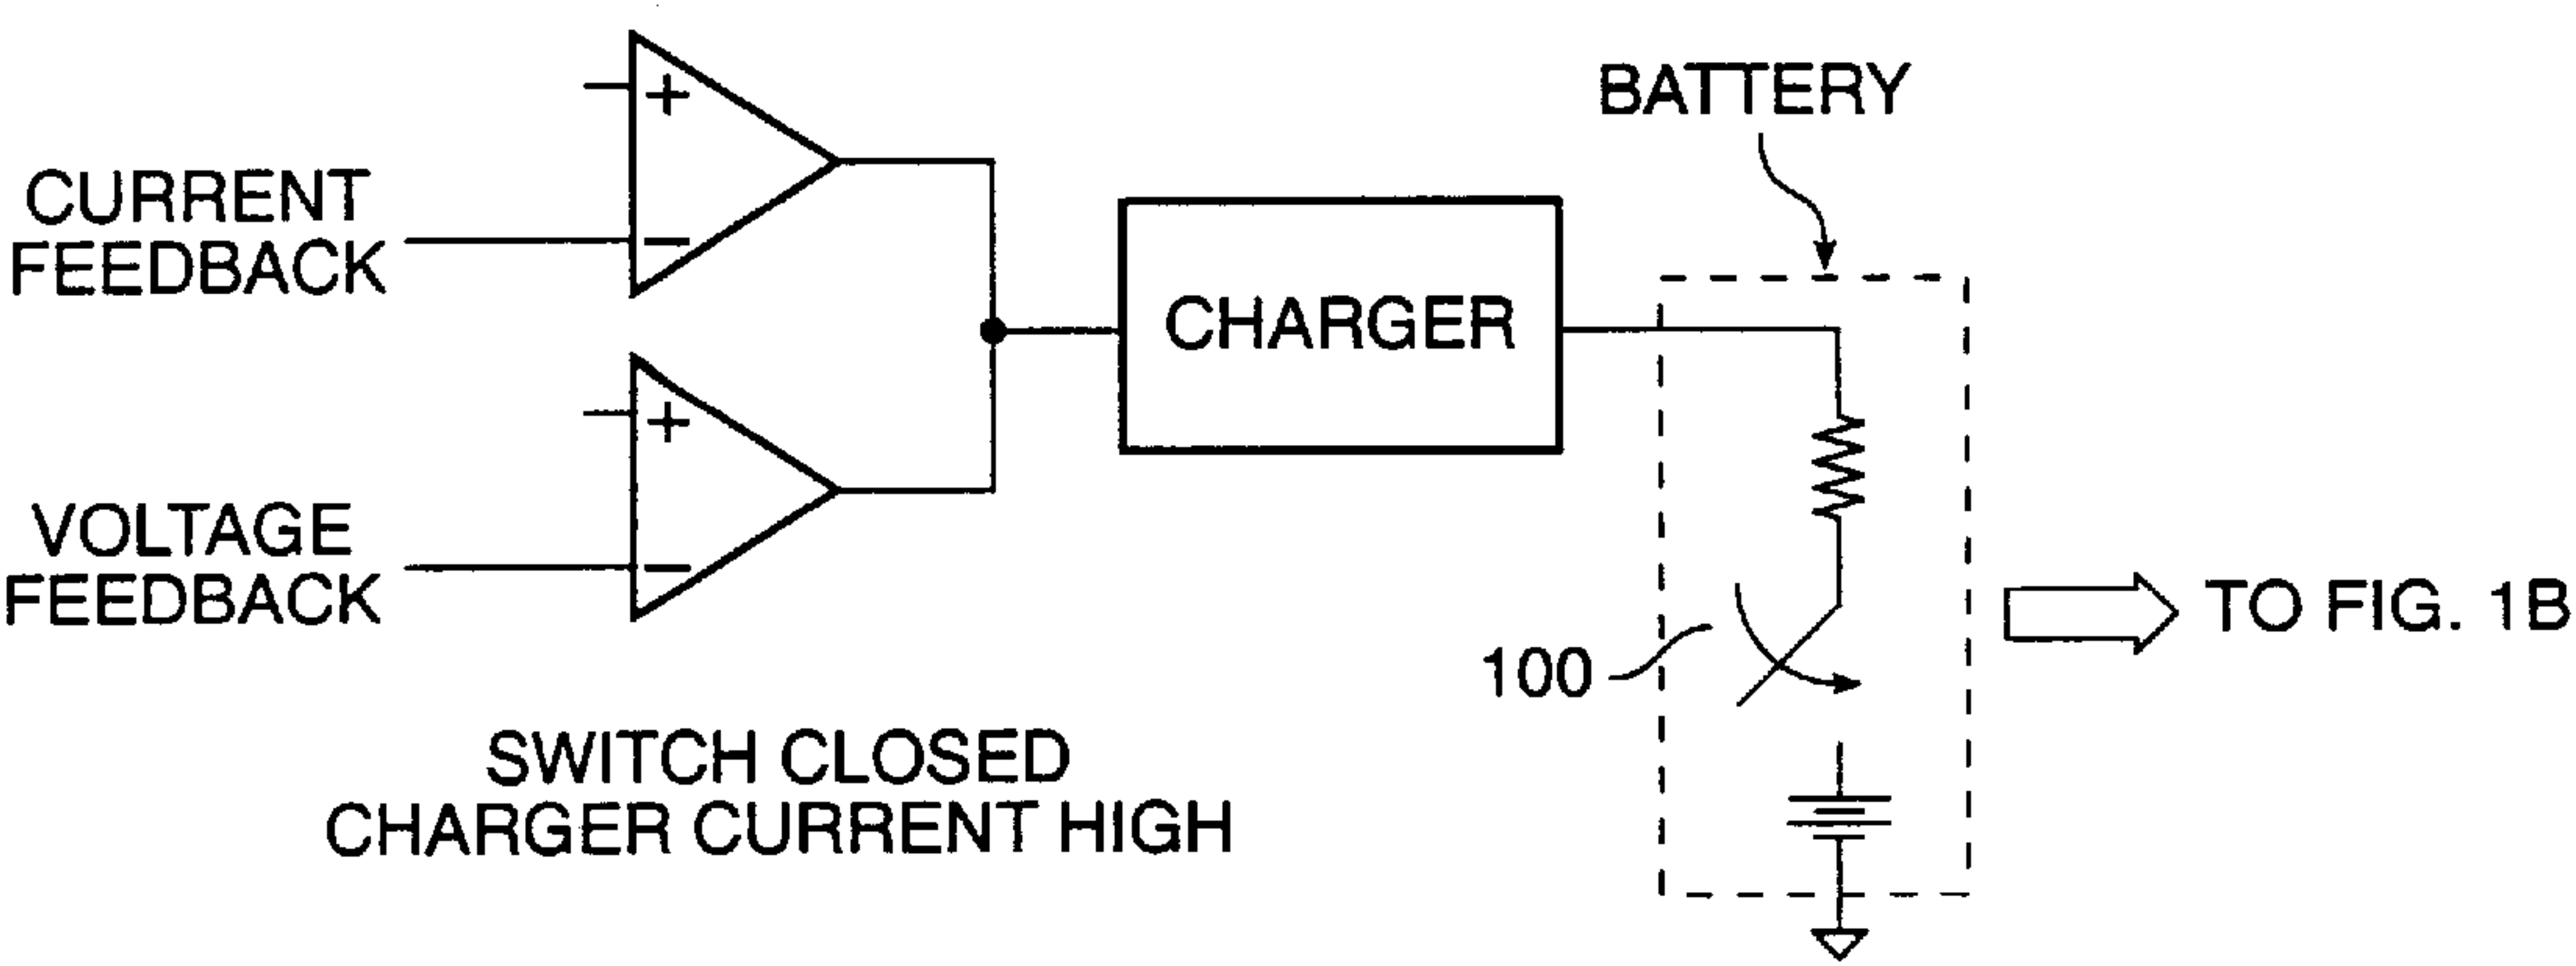 BATTERY
CURRENT
FEEDBACK
+
−
CHARGER
VOLTAGE
FEEDBACK
+
−
100
TO FIG. 1B
SWITCH CLOSED
CHARGER CURRENT HIGH